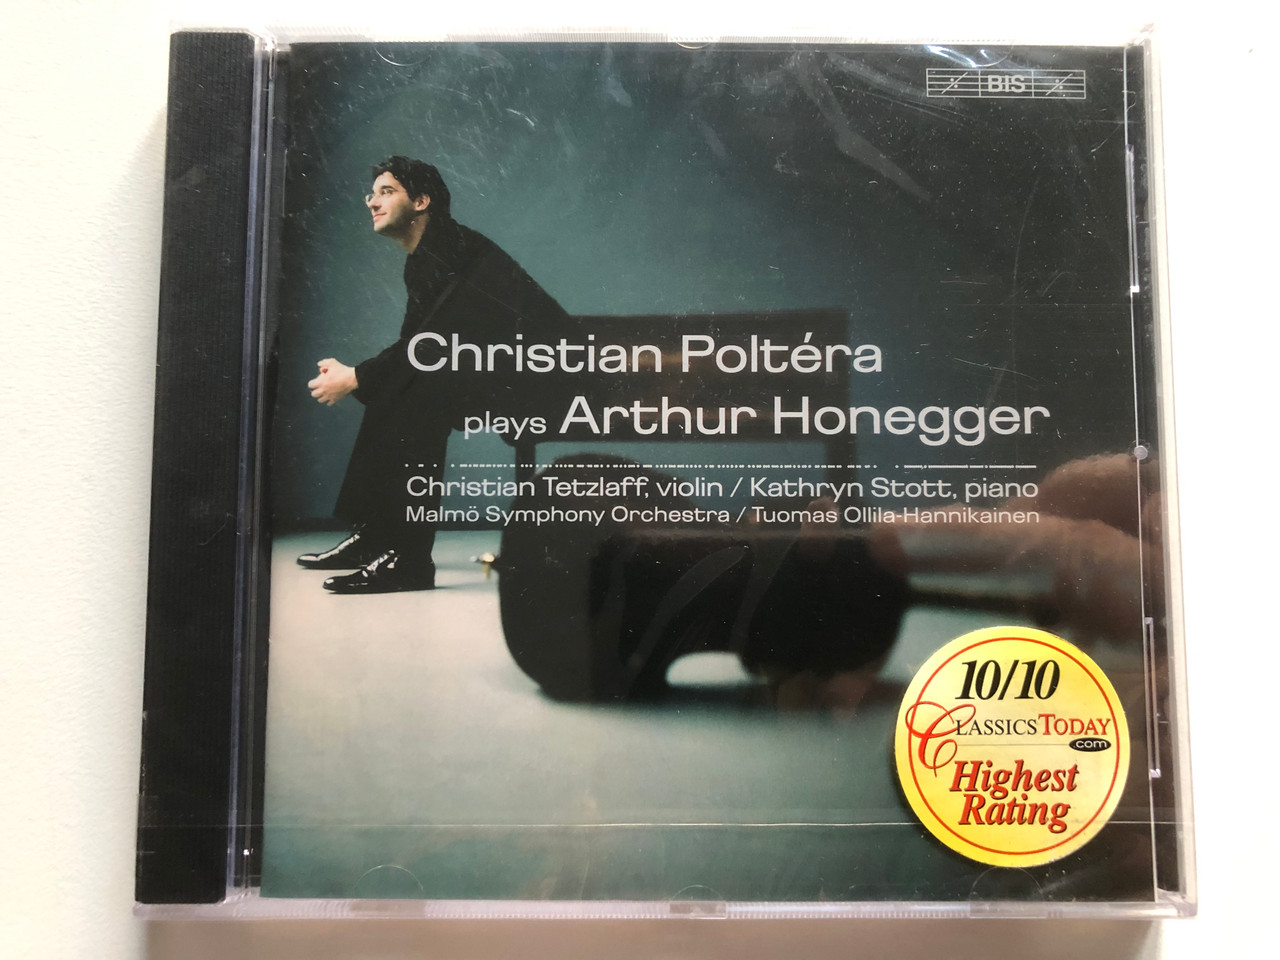 BIS
Christian Poltéra
plays Arthur Honegger
Christian Tetzlaff, violin / Kathryn Stott, piano
Malmö Symphony Orchestra / Tuomas Ollila-Hannikainen
10/10
CLASSICSTODAY
.com
Highest
Rating